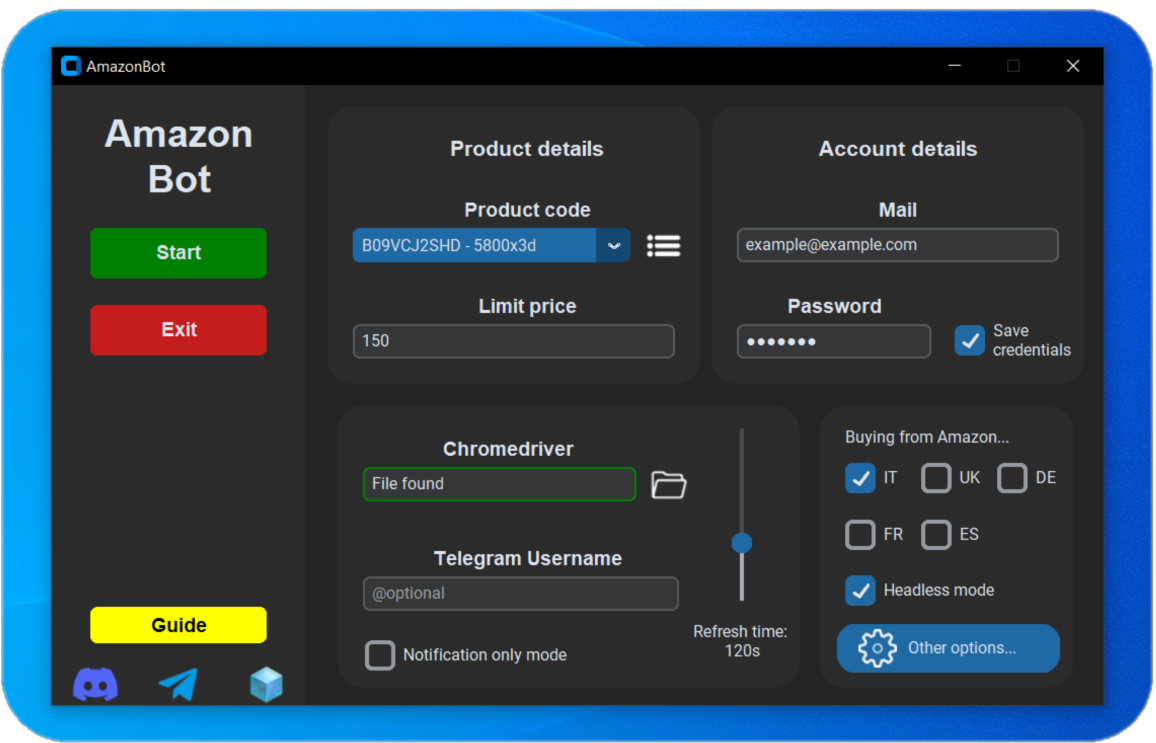 AmazonBot
Amazon
Bot
Start
Exit
Guide
Product details
Product code
B09VCJ2SHD - 5800x3d
Limit price
150
Account details
Mail
example@example.com
Password
•••••••
Save
credentials
Chromedriver
File found
Telegram Username
@optional
Notification only mode
Refresh time:
120s
Buying from Amazon...
IT UK DE
FR ES
Headless mode
Other options...